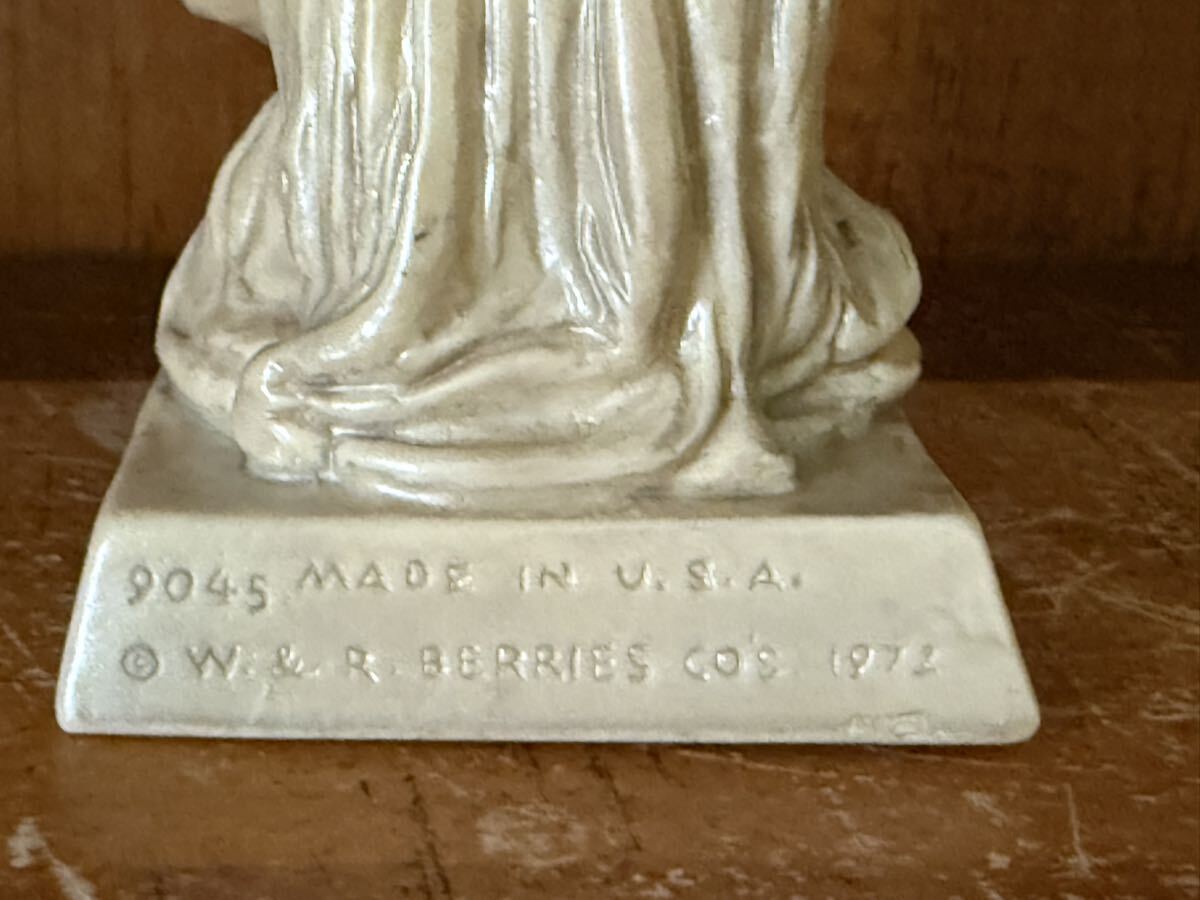 9045 MADE IN U.S.A.
© W. & R. BERRIES CO'S 1972